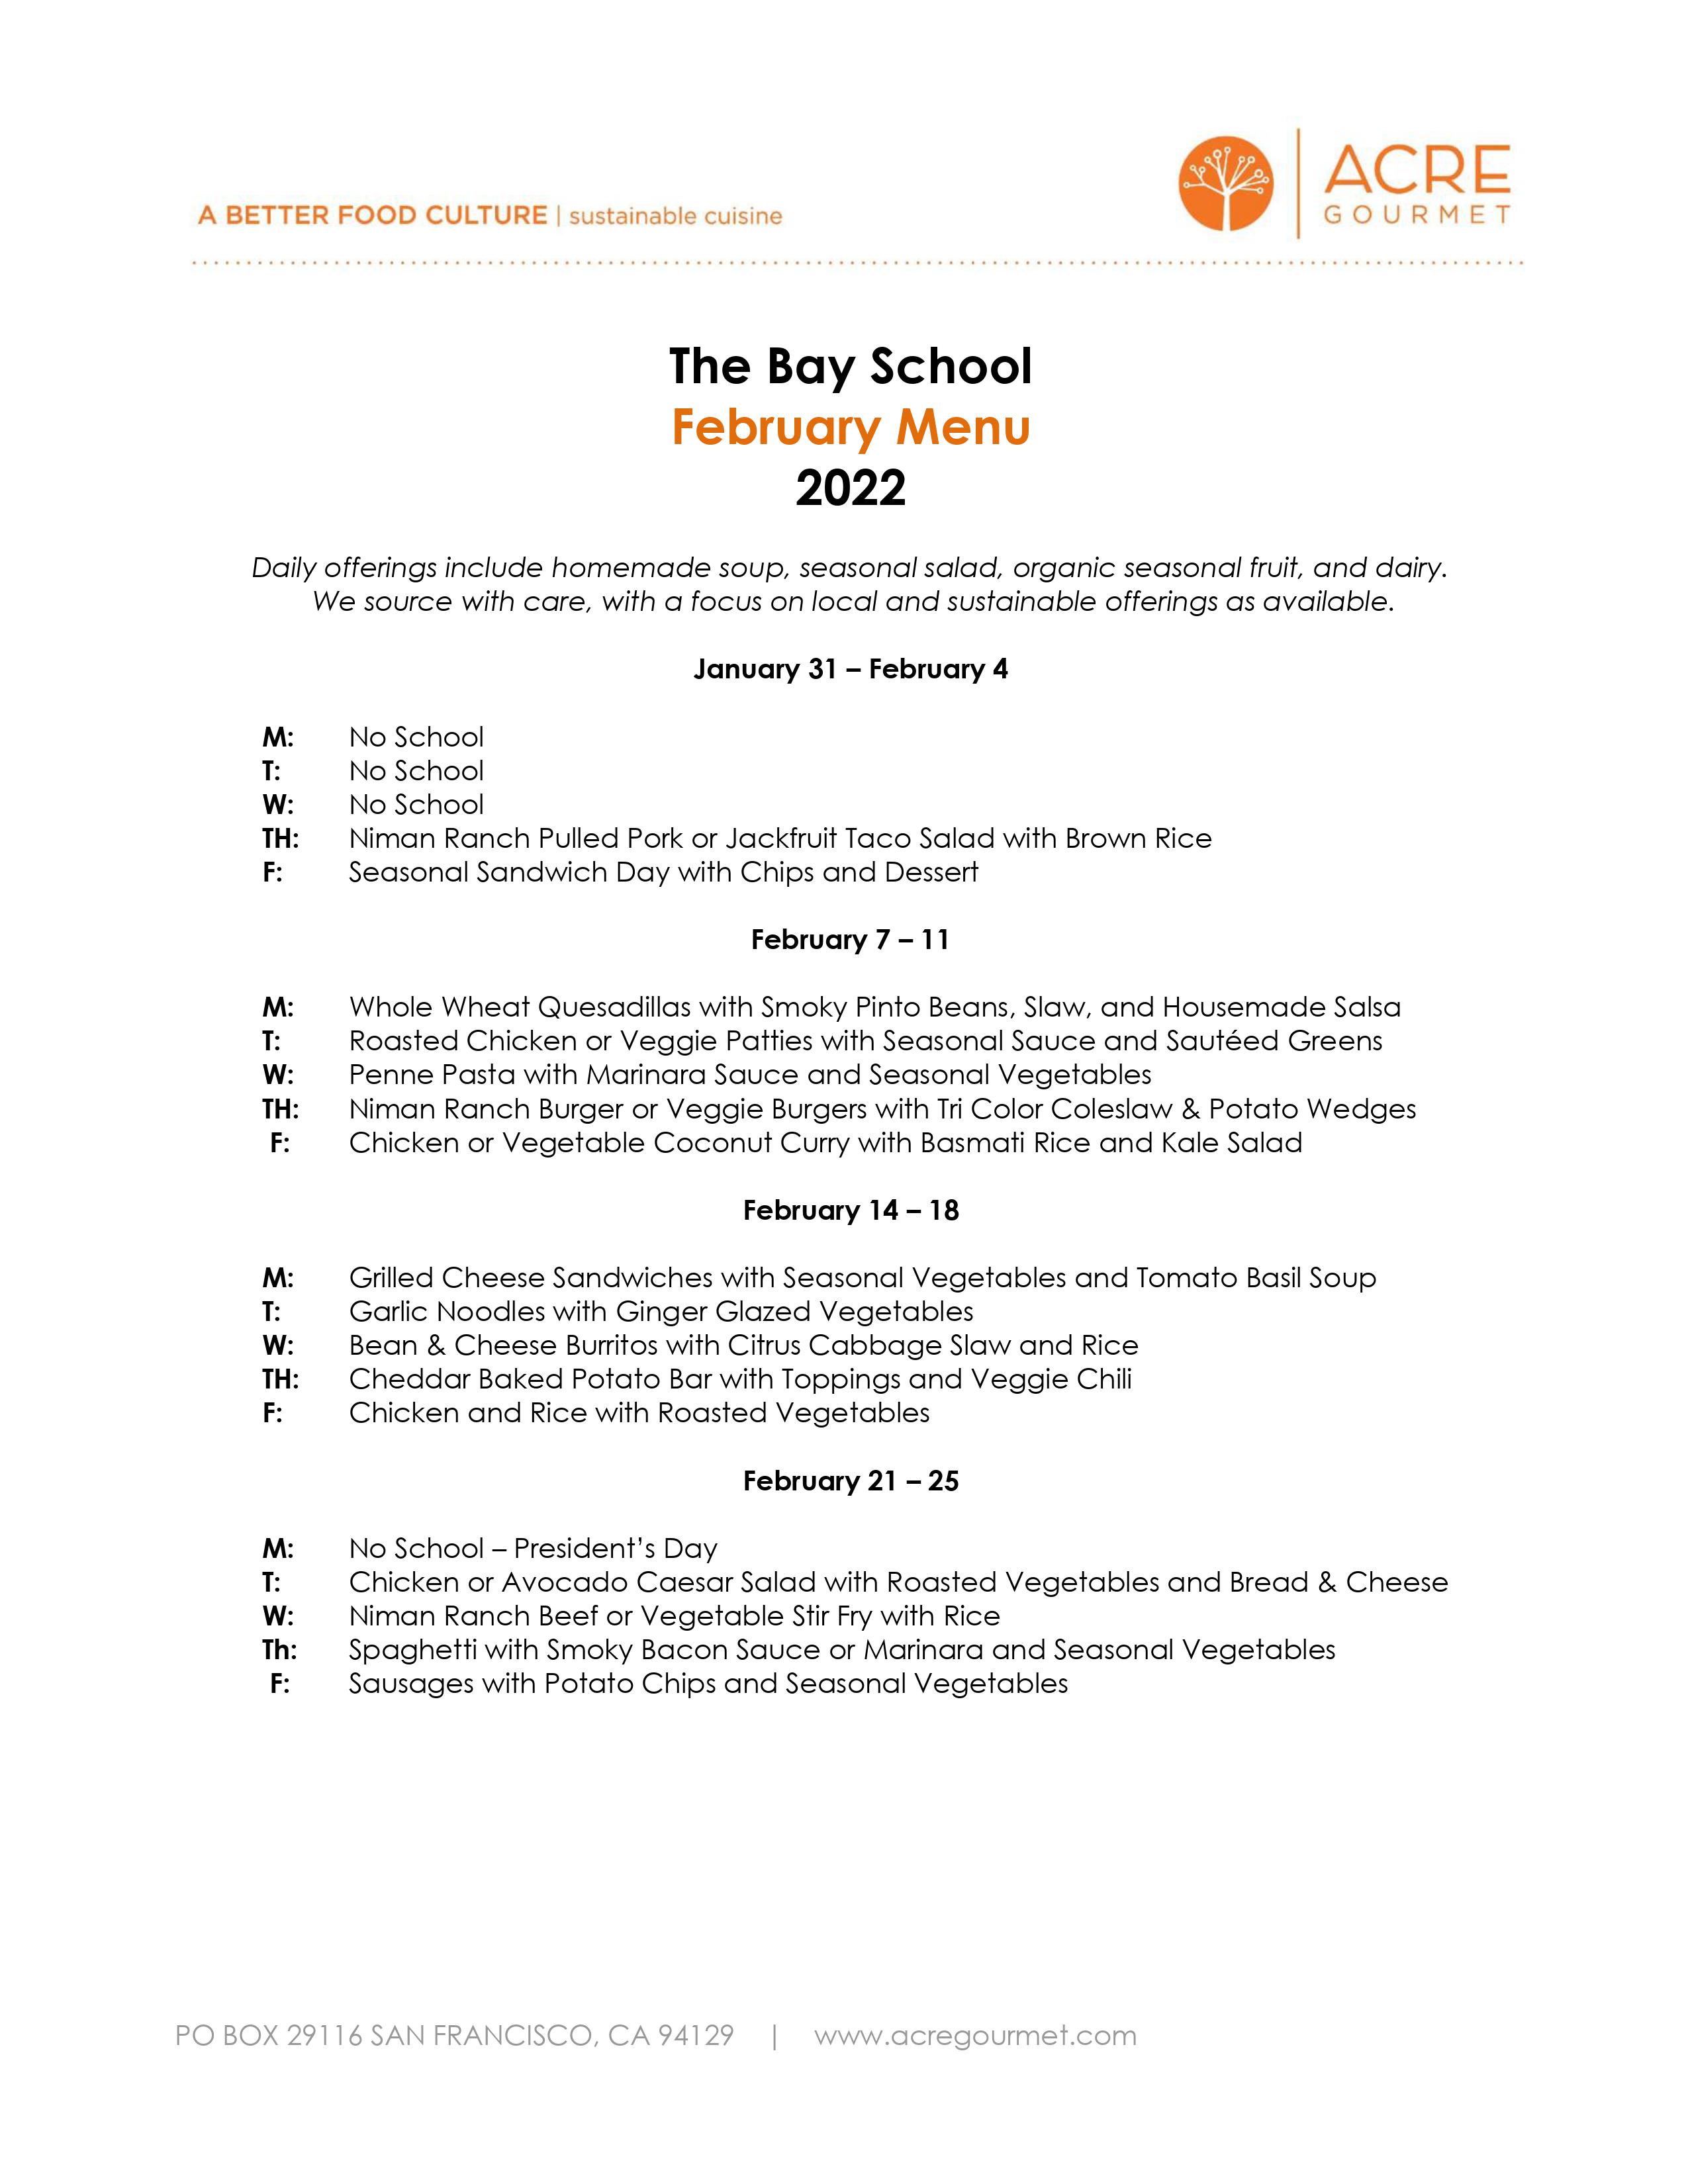 A BETTER FOOD CULTURE | sustainable cuisine
ACRE
GOURMET
The Bay School
February Menu
2022
Daily offerings include homemade soup, seasonal salad, organic seasonal fruit, and dairy.
We source with care, with a focus on local and sustainable offerings as available.
January 31 – February 4
M: No School
T: No School
W: No School
TH: Niman Ranch Pulled Pork or Jackfruit Taco Salad with Brown Rice
F: Seasonal Sandwich Day with Chips and Dessert
February 7 – 11
M: Whole Wheat Quesadillas with Smoky Pinto Beans, Slaw, and Housemade Salsa
T: Roasted Chicken or Veggie Patties with Seasonal Sauce and Sautéed Greens
W: Penne Pasta with Marinara Sauce and Seasonal Vegetables
TH: Niman Ranch Burger or Veggie Burgers with Tri Color Coleslaw & Potato Wedges
F: Chicken or Vegetable Coconut Curry with Basmati Rice and Kale Salad
February 14 – 18
M: Grilled Cheese Sandwiches with Seasonal Vegetables and Tomato Basil Soup
T: Garlic Noodles with Ginger Glazed Vegetables
W: Bean & Cheese Burritos with Citrus Cabbage Slaw and Rice
TH: Cheddar Baked Potato Bar with Toppings and Veggie Chili
F: Chicken and Rice with Roasted Vegetables
February 21 – 25
M: No School – President’s Day
T: Chicken or Avocado Caesar Salad with Roasted Vegetables and Bread & Cheese
W: Niman Ranch Beef or Vegetable Stir Fry with Rice
Th: Spaghetti with Smoky Bacon Sauce or Marinara and Seasonal Vegetables
F: Sausages with Potato Chips and Seasonal Vegetables
PO BOX 29116 SAN FRANCISCO, CA 94129 | www.acregourmet.com